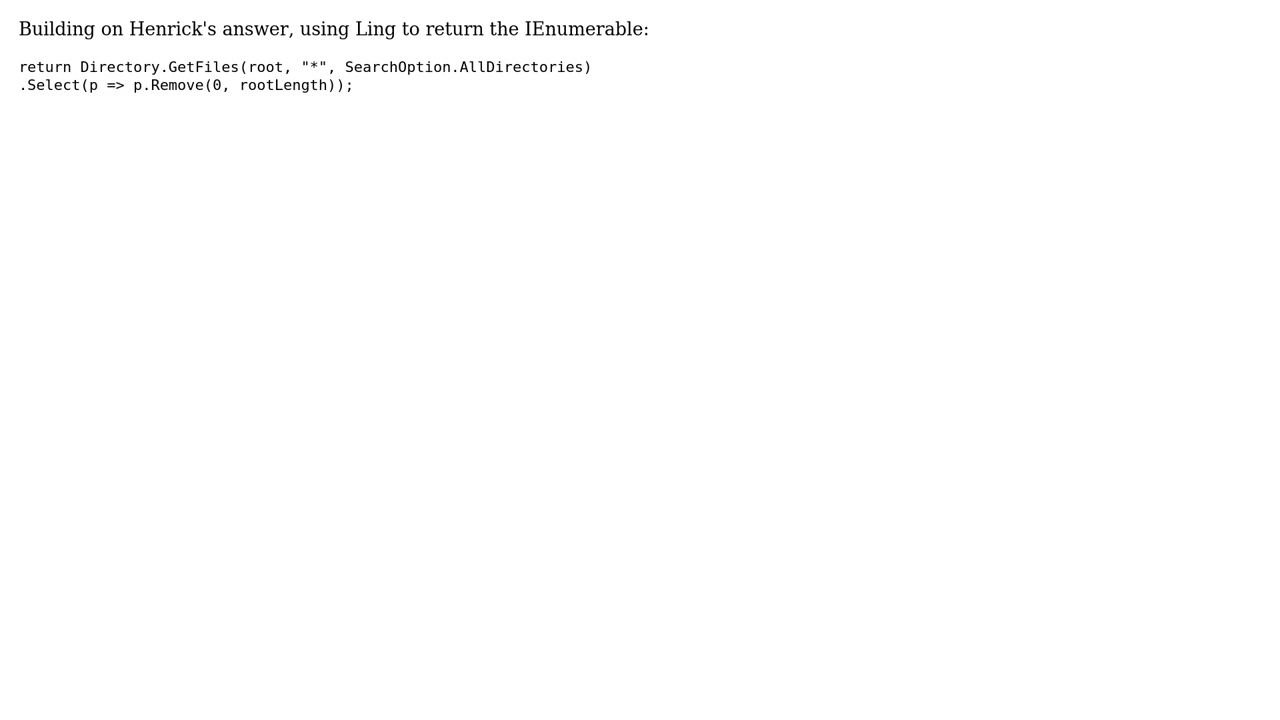 Building on Henrick's answer, using Ling to return the IEnumerable:
return Directory.GetFiles(root, "*", SearchOption.AllDirectories)
.Select(p => p.Remove(0, rootLength));